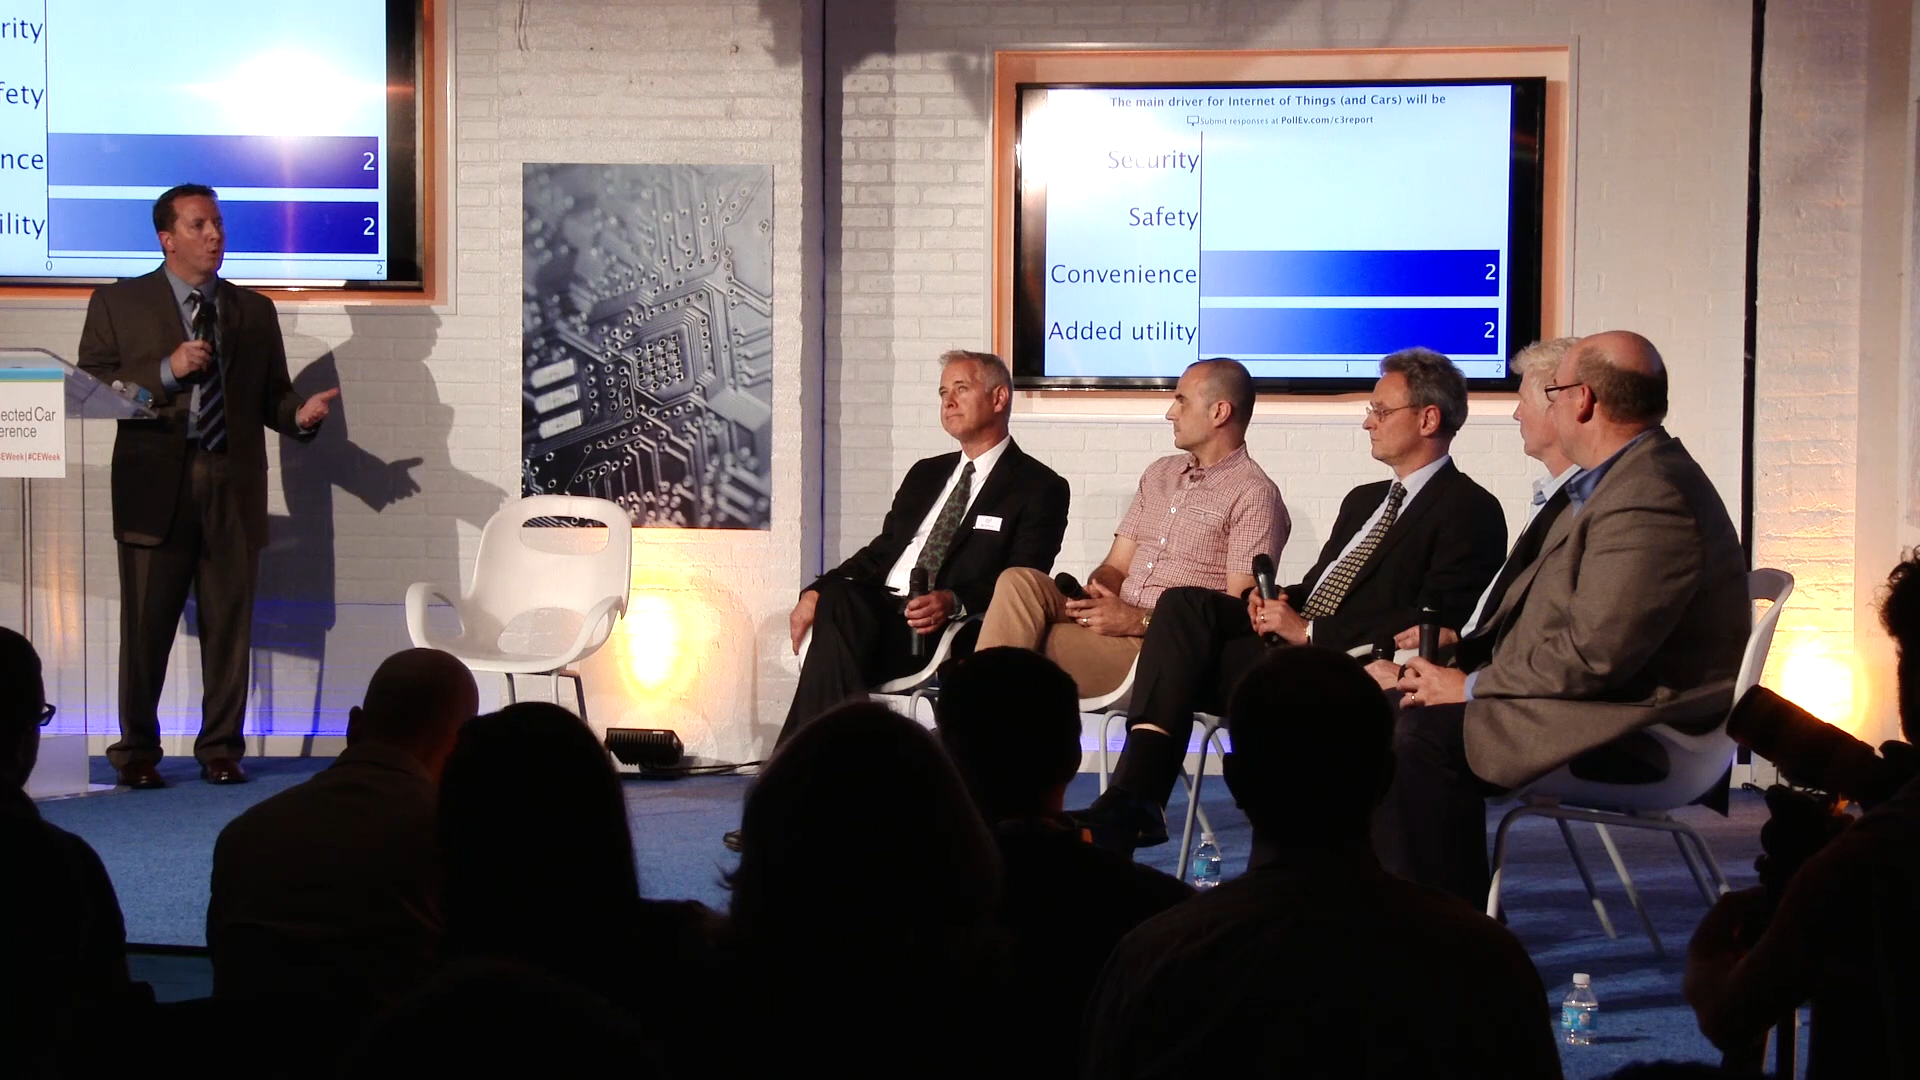 rity
fety
nce 2
ility 2
0 2
ected Car
erence
EWeek | #CEWeek
The main driver for Internet of Things (and Cars) will be
Submit responses at PollEv.com/c3report
Security
Safety
Convenience 2
Added utility 2
1 2